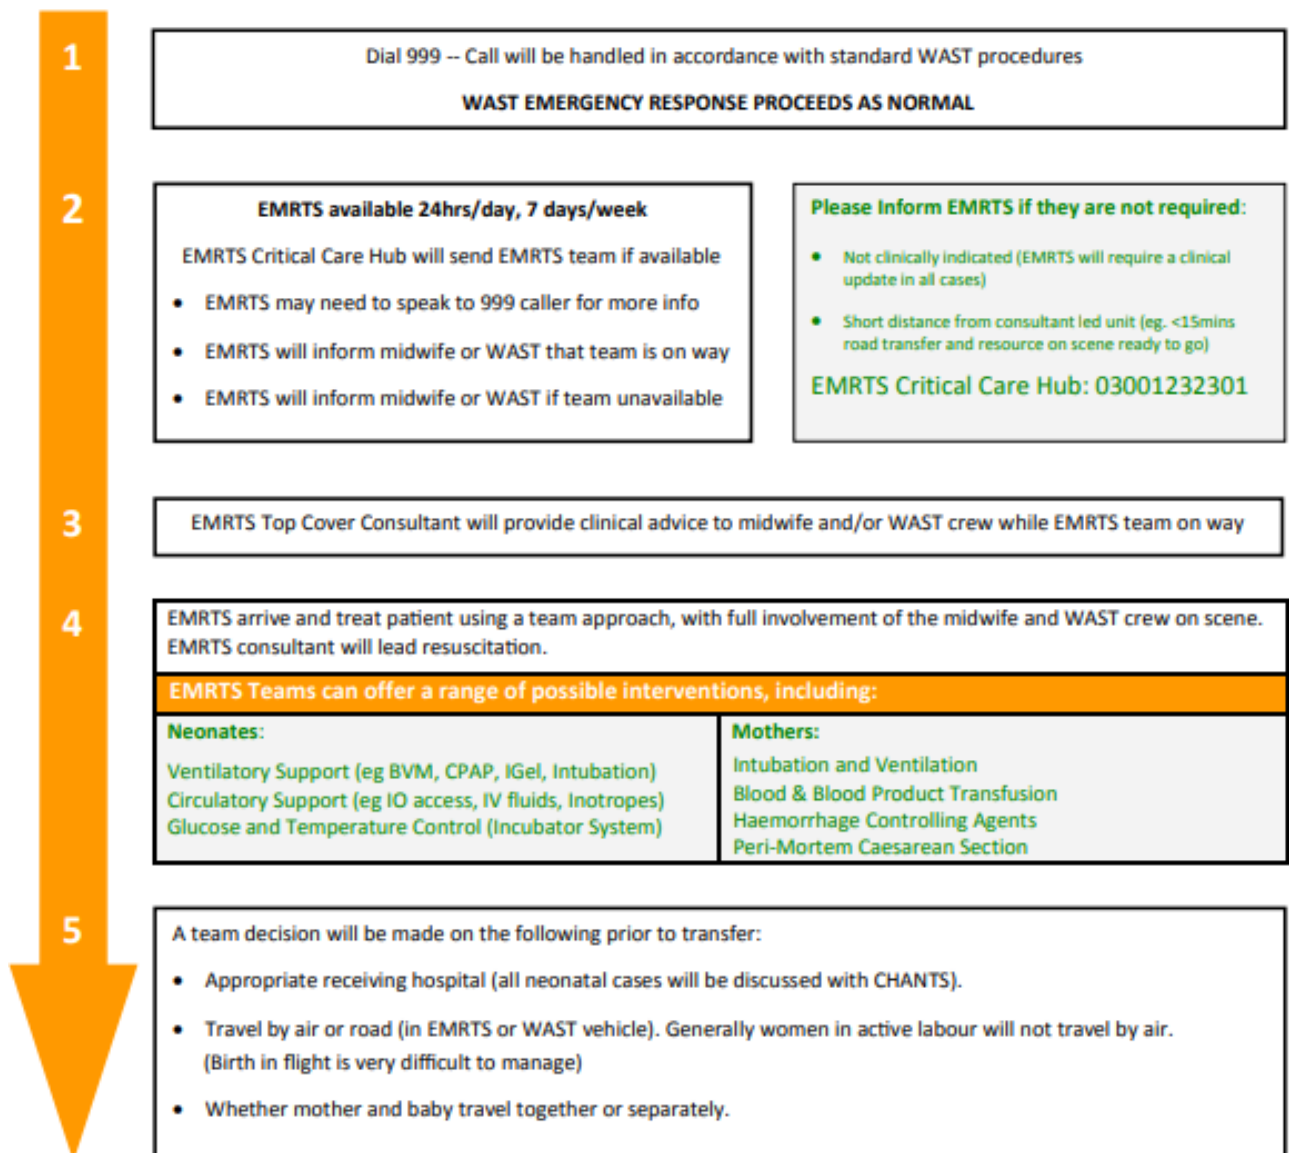 1
Dial 999 -- Call will be handled in accordance with standard WAST procedures
WAST EMERGENCY RESPONSE PROCEEDS AS NORMAL
2
EMRTS available 24hrs/day, 7 days/week
EMRTS Critical Care Hub will send EMRTS team if available
• EMRTS may need to speak to 999 caller for more info
• EMRTS will inform midwife or WAST that team is on way
• EMRTS will inform midwife or WAST if team unavailable
Please Inform EMRTS if they are not required:
• Not clinically indicated (EMRTS will require a clinical
update in all cases)
• Short distance from consultant led unit (eg. <15mins
road transfer and resource on scene ready to go)
EMRTS Critical Care Hub: 03001232301
3
EMRTS Top Cover Consultant will provide clinical advice to midwife and/or WAST crew while EMRTS team on way
4
EMRTS arrive and treat patient using a team approach, with full involvement of the midwife and WAST crew on scene.
EMRTS consultant will lead resuscitation.
EMRTS Teams can offer a range of possible interventions, including:
Neonates:
Ventilatory Support (eg BVM, CPAP, IGel, Intubation)
Circulatory Support (eg IO access, IV fluids, Inotropes)
Glucose and Temperature Control (Incubator System)
Mothers:
Intubation and Ventilation
Blood & Blood Product Transfusion
Haemorrhage Controlling Agents
Peri-Mortem Caesarean Section
5
A team decision will be made on the following prior to transfer:
• Appropriate receiving hospital (all neonatal cases will be discussed with CHANTS).
• Travel by air or road (in EMRTS or WAST vehicle). Generally women in active labour will not travel by air.
(Birth in flight is very difficult to manage)
• Whether mother and baby travel together or separately.